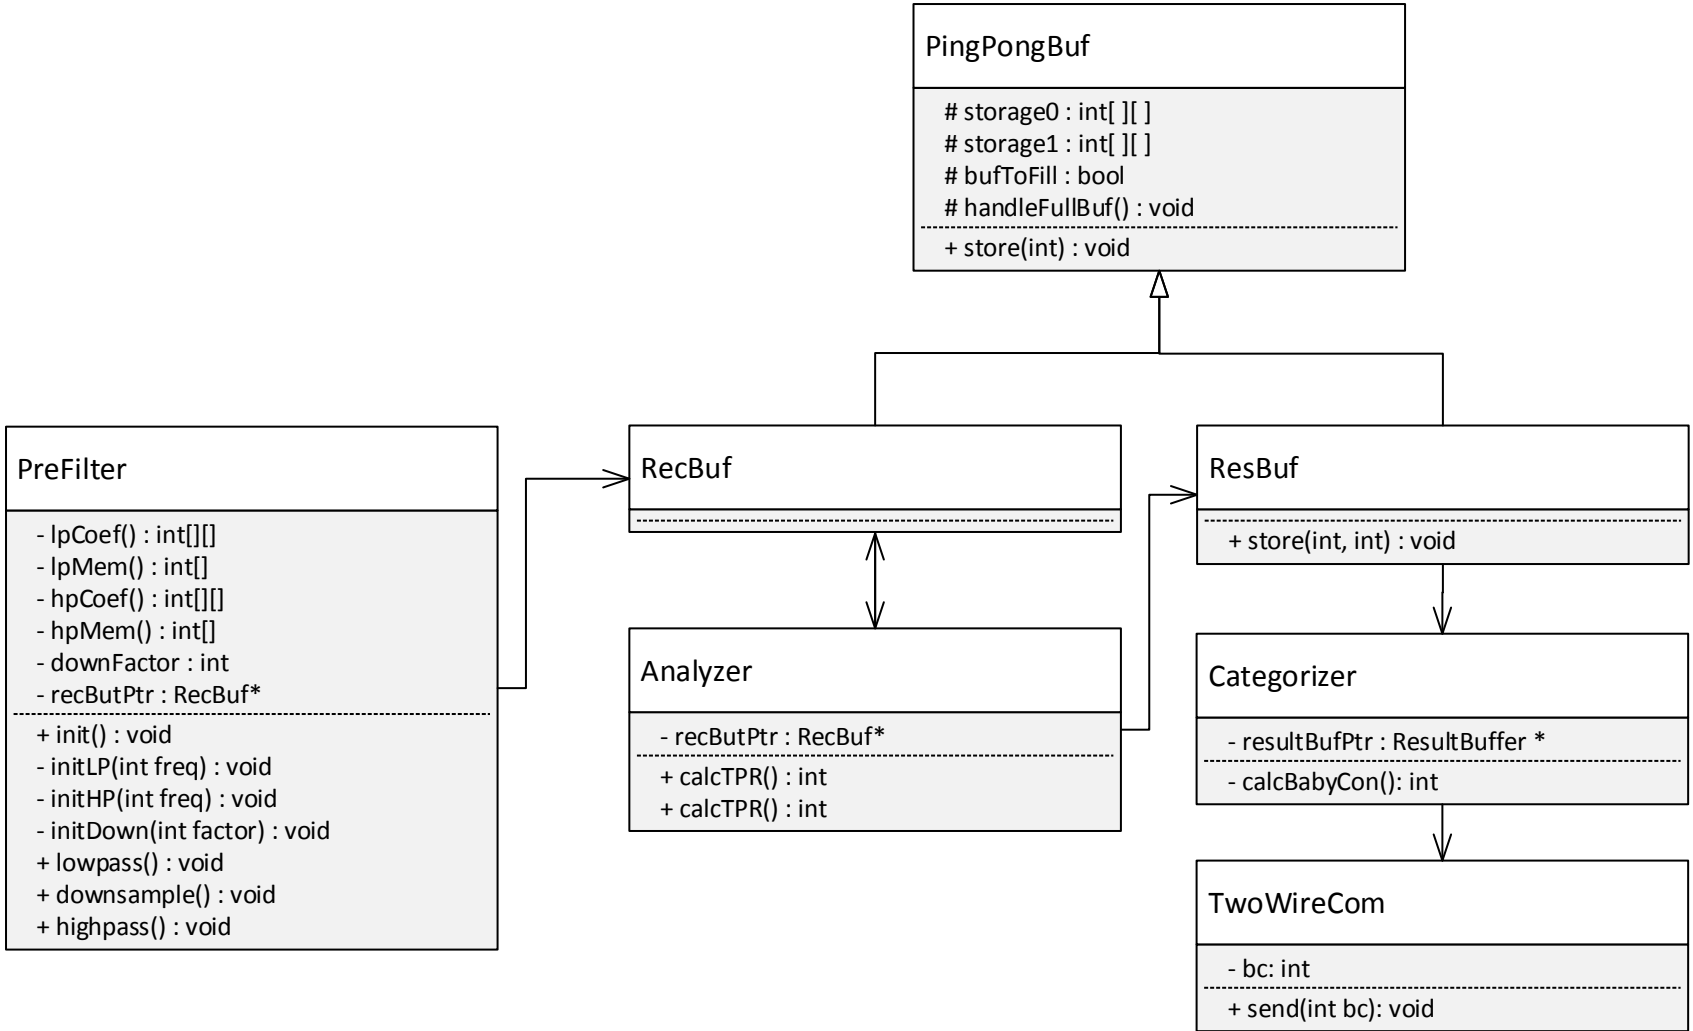 PingPongBuf
# storage0 : int[ ][ ]
# storage1 : int[ ][ ]
# bufToFill : bool
# handleFullBuf() : void
+ store(int) : void
PreFilter
- lpCoef() : int[][]
- lpMem() : int[]
- hpCoef() : int[][]
- hpMem() : int[]
- downFactor : int
- recButPtr : RecBuf*
+ init() : void
- initLP(int freq) : void
- initHP(int freq) : void
- initDown(int factor) : void
+ lowpass() : void
+ downsample() : void
+ highpass() : void
RecBuf
Analyzer
- recButPtr : RecBuf*
+ calcTPR() : int
+ calcTPR() : int
ResBuf
+ store(int, int) : void
Categorizer
- resultBufPtr : ResultBuffer *
- calcBabyCon(): int
TwoWireCom
- bc: int
+ send(int bc): void